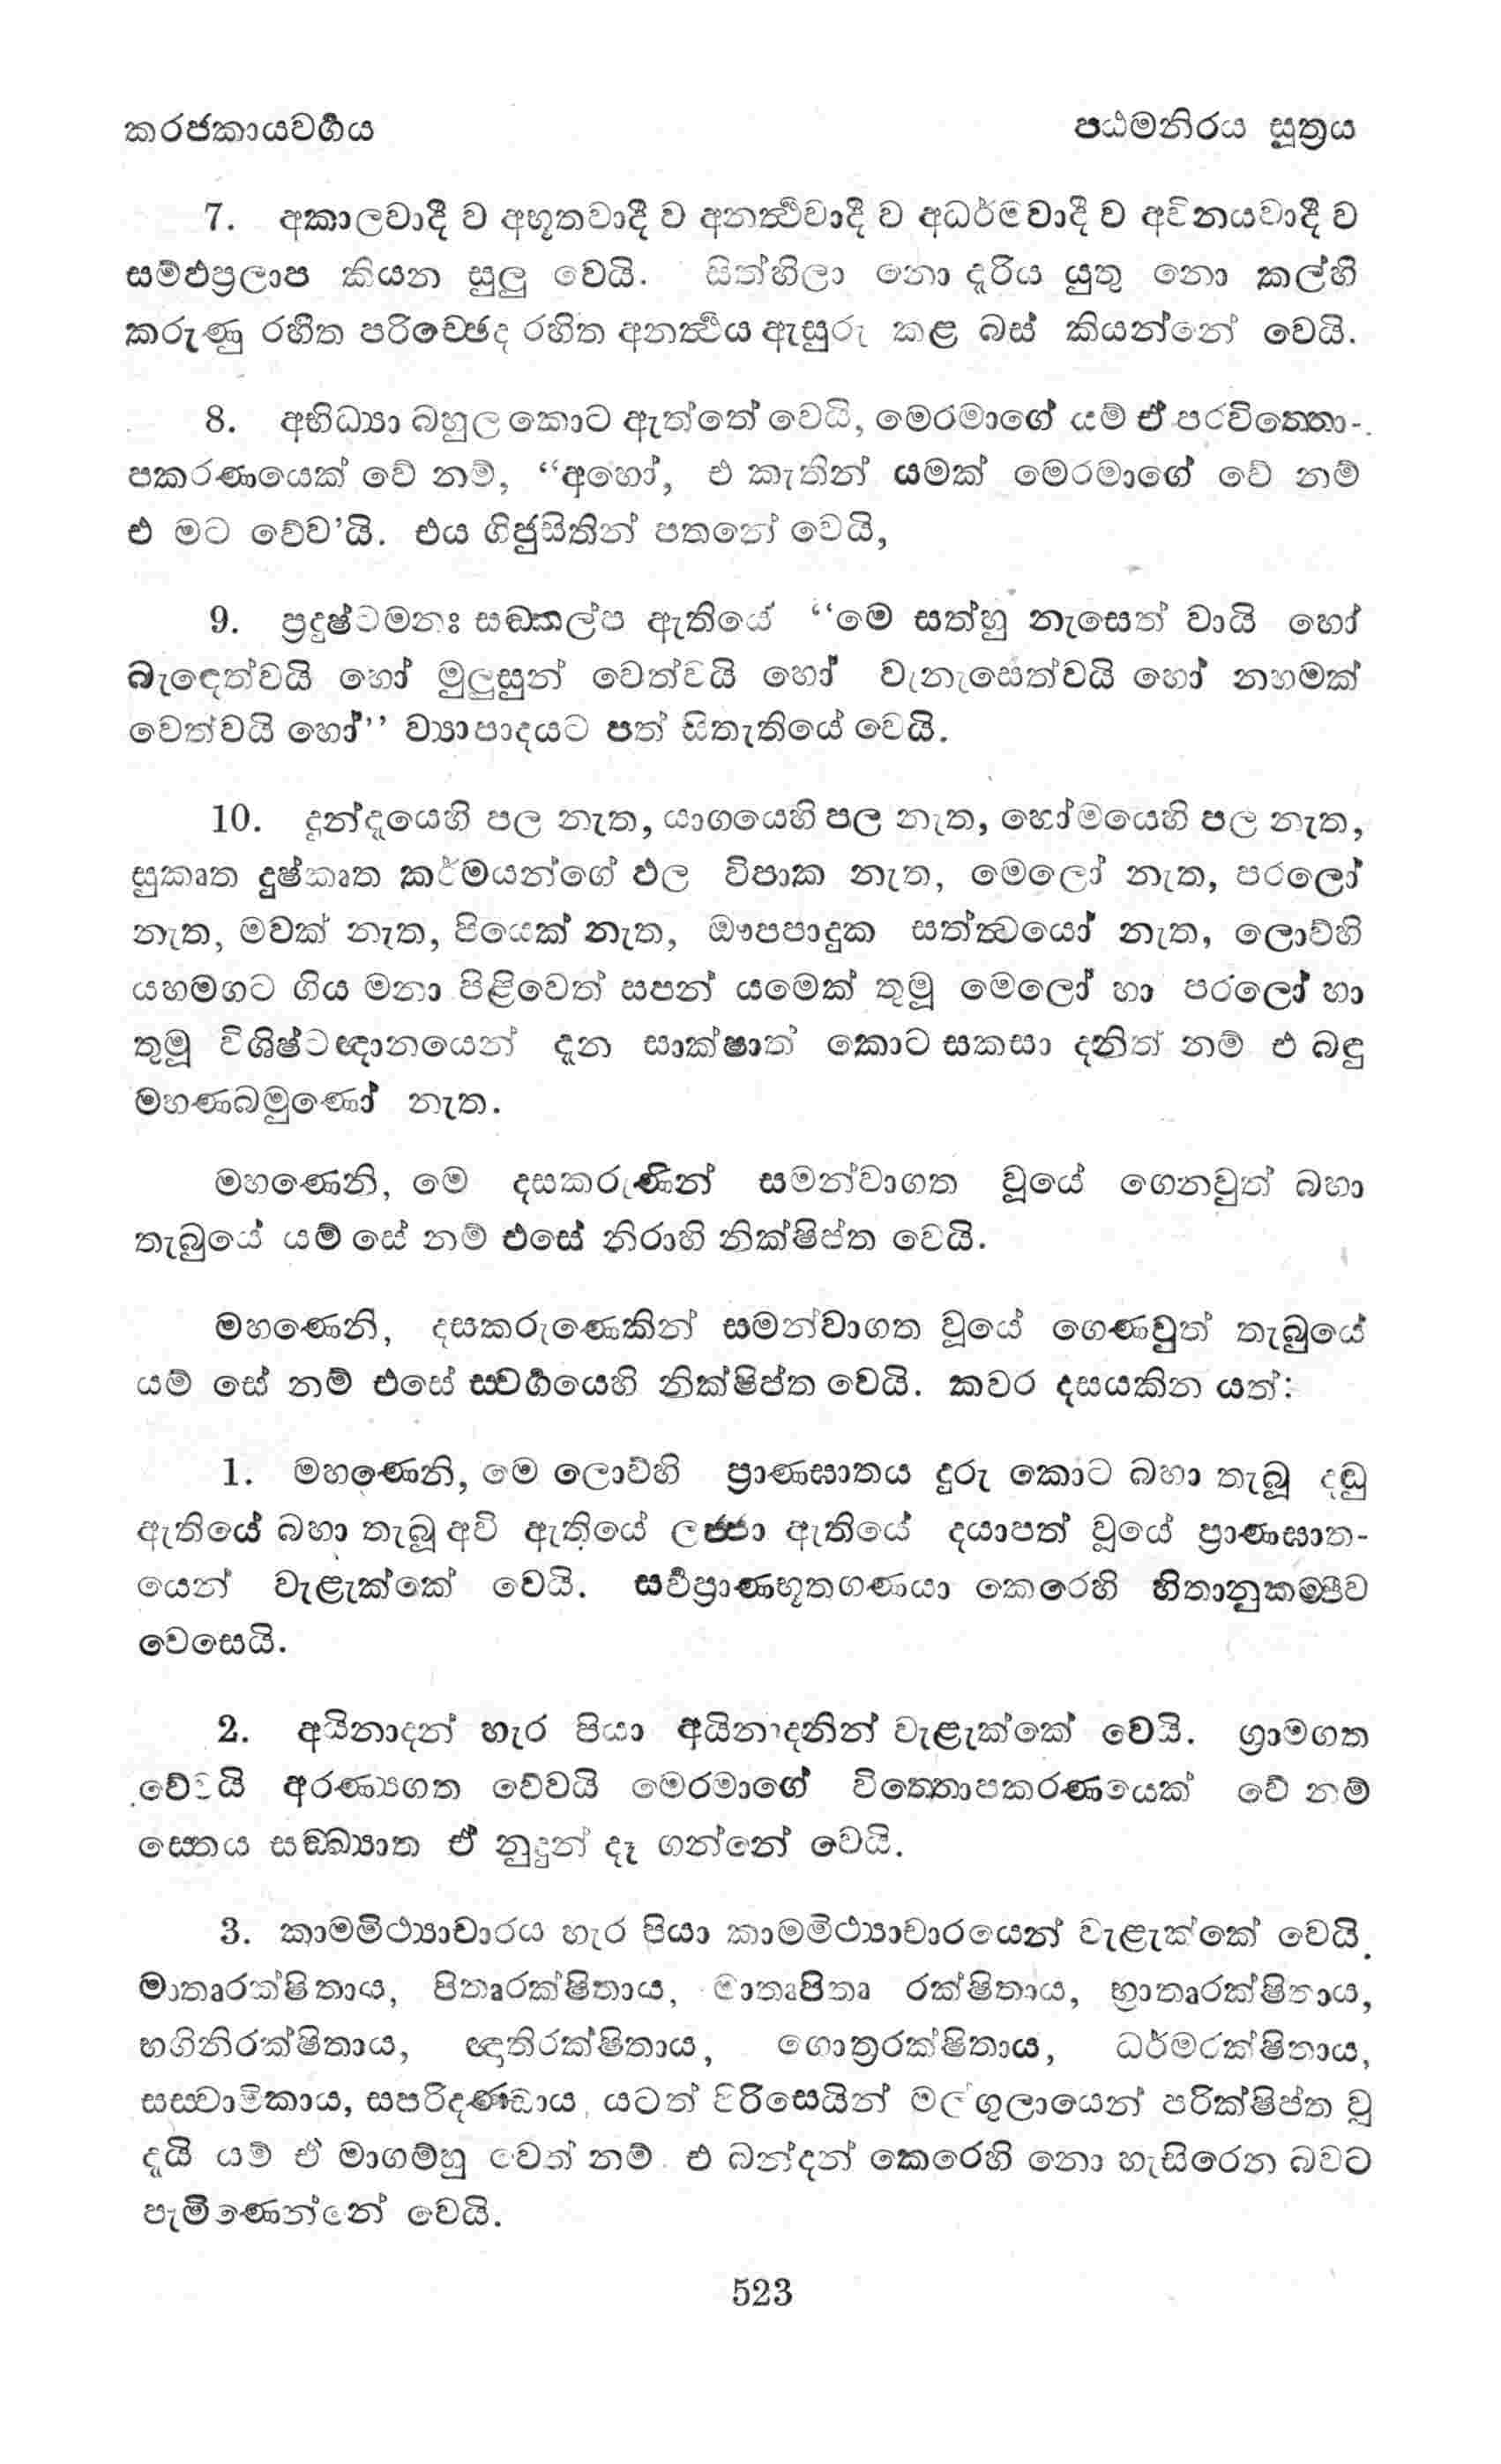 කරජකායවර්‍ගය පඨමනිරය සූත්‍රය
7. අකාලවාදී ව අභූතවාදී ව අනර්‍ත්‍ථවාදී ව අධර්මවාදී ව අවිනයවාදී ව
සම්ඵප්‍රලාප කියන සුලු වෙයි. සිත්හිලා නො දැරිය යුතු නො කල්හි
කරුණු රහිත පරිච්ඡේද රහිත අනර්‍ත්‍ථය ඇසුරු කළ බස් කියන්නේ වෙයි.
8. අභිධ්‍යා බහුල කොට ඇත්තේ වෙයි, මෙරමාගේ යම් ඒ පරවිත්තො-
පකරණයෙක් වේ නම්, “අහෝ, එ කැතින් යමක් මෙරමාගේ වේ නම්
එ මට වේව'යි. එය ගිජුසිතින් පතනේ වෙයි,
9. ප්‍රදුෂ්ටමනඃ සඞ්කල්ප ඇතියේ “මෙ සත්හු නැසෙත් වායි හෝ
බැඳෙත්වයි හෝ මුලුසුන් වෙත්වයි හෝ වැනැසෙත්වයි හෝ නහමක්
වෙත්වයි හෝ” ව්‍යාපාදයට පත් සිතැතියේ වෙයි.
10. දුන්දැයෙහි පල නැත, යාගයෙහි පල නැත, හෝමයෙහි පල නැත,
සුකෘත දුෂ්කෘත කර්මයන්ගේ ඵල විපාක නැත, මෙලෝ නැත, පරලෝ
නැත, මවක් නැත, පියෙක් නැත, ඔෟපපාදුක සත්ත්‍වයෝ නැත, ලොව්හි
යහමගට ගිය මනා පිළිවෙත් සපන් යමෙක් තුමූ මෙලෝ හා පරලෝ හා
තුමූ විශිෂ්ටඥානයෙන් දැන සාක්ෂාත් කොට සකසා දනිත් නම් එ බඳු
මහණබමුණෝ නැත.
මහණෙනි, මෙ දසකරුණින් සමන්වාගත වූයේ ගෙනවුත් බහා
තැබුයේ යම් සේ නම් එසේ නිරාහි නික්ෂිප්ත වෙයි.
මහණෙනි, දසකරුණෙකින් සමන්වාගත වූයේ ගෙණවුත් තැබුයේ
යම් සේ නම් එසේ ස්වර්‍ගයෙහි නික්ෂිප්ත වෙයි. කවර දසයකින යත්:
1. මහණෙනි, මෙ ලොව්හි ප්‍රාණඝාතය දුරු කොට බහා තැබූ දඬු
ඇතියේ බහා තැබූ අවි ඇතියේ ලජ්ජා ඇතියේ දයාපත් වූයේ ප්‍රාණඝාත-
යෙන් වැළැක්කේ වෙයි. සර්‍වප්‍රාණභූතගණයා කෙරෙහි හිතානුකම්පීව
වෙසෙයි.
2. අයිනාදන් හැර පියා අයිනාදනින් වැළැක්කේ වෙයි. ග්‍රාමගත
වේවයි අරණ්‍යගත වේවයි මෙරමාගේ විත්තොපකරණයෙක් වේ නම්
ස්තෙය සඞ්ඛ්‍යාත ඒ නුදුන් දෑ ගන්නේ වෙයි.
3. කාමමිථ්‍යාචාරය හැර පියා කාමමිථ්‍යාචාරයෙන් වැළැක්කේ වෙයි.
මාතෘරක්ෂිතාය, පිතෘරක්ෂිතාය, මාතෘපිතෘ රක්ෂිතාය, භ්‍රාතෘරක්ෂිතාය,
භගිනිරක්ෂිතාය, ඥාතිරක්ෂිතාය, ගොත්‍රරක්ෂිතාය, ධර්මරක්ෂිතාය,
සස්වාමිකාය, සපරිදණ්ඩාය, යටත් පිරිසෙයින් මල්ගුලායෙන් පරික්ෂිප්ත වූ
දැයි යම් ඒ මාගම්හු වෙත් නම් එ බන්දන් කෙරෙහි නො හැසිරෙන බවට
පැමිණෙන්නේ වෙයි.
523